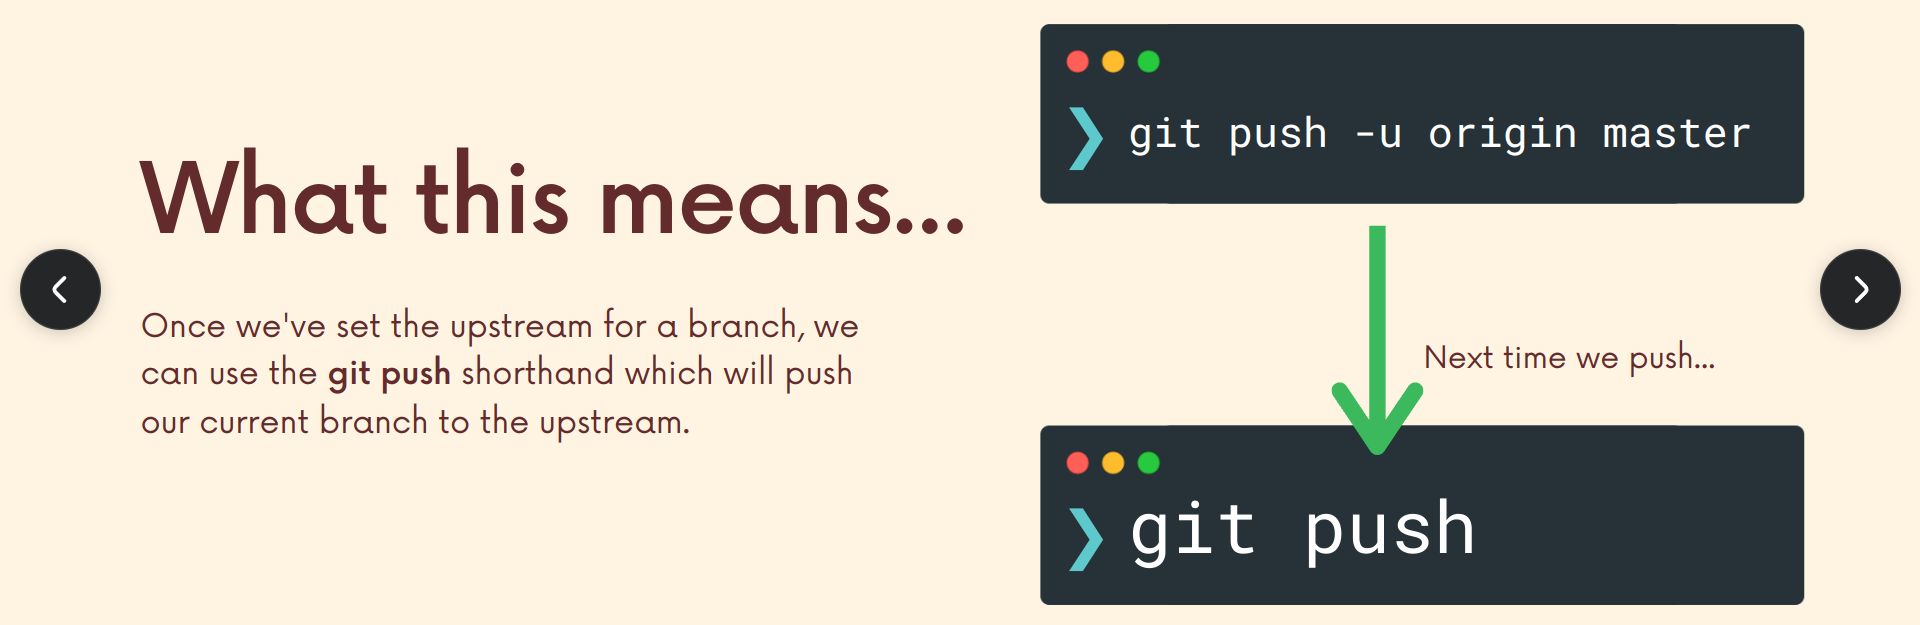 What this means...
Once we've set the upstream for a branch, we
can use the git push shorthand which will push
our current branch to the upstream.
❯ git push -u origin master
Next time we push...
❯ git push